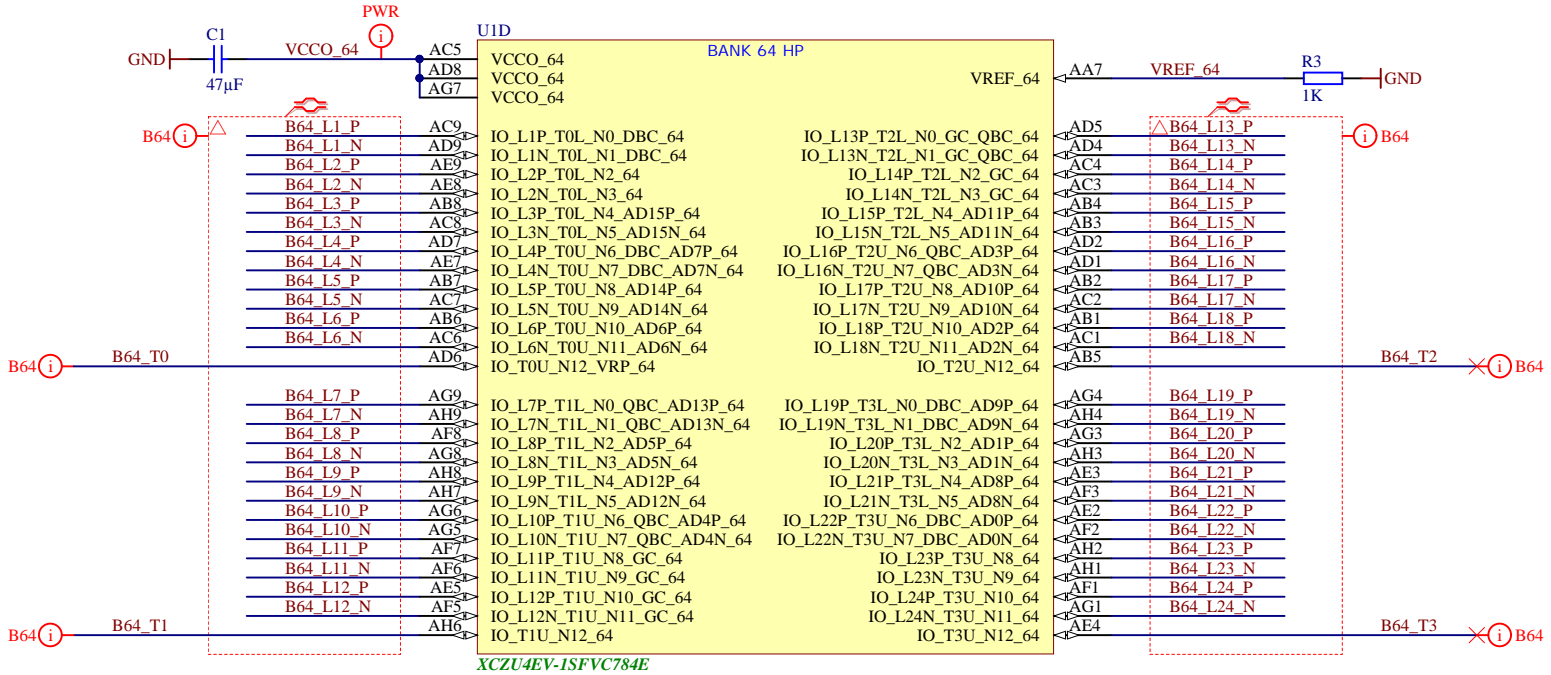 PWR
C1
U1D
BANK 64 HP
GND VCCO_64 AC5 VCCO_64
47µF AD8 VCCO_64
AG7 VCCO_64
VREF_64 AA7 VREF_64 R3 GND
1K
B64 B64_L1_P AC9 IO_L1P_T0L_N0_DBC_64 IO_L13P_T2L_N0_GC_QBC_64 AD5 B64_L13_P B64
B64_L1_N AD9 IO_L1N_T0L_N1_DBC_64 IO_L13N_T2L_N1_GC_QBC_64 AD4 B64_L13_N
B64_L2_P AE9 IO_L2P_T0L_N2_64 IO_L14P_T2L_N2_GC_64 AC4 B64_L14_P
B64_L2_N AE8 IO_L2N_T0L_N3_64 IO_L14N_T2L_N3_GC_64 AC3 B64_L14_N
B64_L3_P AB8 IO_L3P_T0L_N4_AD15P_64 IO_L15P_T2L_N4_AD11P_64 AB4 B64_L15_P
B64_L3_N AC8 IO_L3N_T0L_N5_AD15N_64 IO_L15N_T2L_N5_AD11N_64 AB3 B64_L15_N
B64_L4_P AD7 IO_L4P_T0U_N6_DBC_AD7P_64 IO_L16P_T2U_N6_QBC_AD3P_64 AD2 B64_L16_P
B64_L4_N AE7 IO_L4N_T0U_N7_DBC_AD7N_64 IO_L16N_T2U_N7_QBC_AD3N_64 AD1 B64_L16_N
B64_L5_P AB7 IO_L5P_T0U_N8_AD14P_64 IO_L17P_T2U_N8_AD10P_64 AB2 B64_L17_P
B64_L5_N AC7 IO_L5N_T0U_N9_AD14N_64 IO_L17N_T2U_N9_AD10N_64 AC2 B64_L17_N
B64_L6_P AB6 IO_L6P_T0U_N10_AD6P_64 IO_L18P_T2U_N10_AD2P_64 AB1 B64_L18_P
B64_L6_N AC6 IO_L6N_T0U_N11_AD6N_64 IO_L18N_T2U_N11_AD2N_64 AC1 B64_L18_N
B64 B64_T0 AD6 IO_T0U_N12_VRP_64 IO_T2U_N12_64 AB5 B64_T2 B64
B64_L7_P AG9 IO_L7P_T1L_N0_QBC_AD13P_64 IO_L19P_T3L_N0_DBC_AD9P_64 AG4 B64_L19_P
B64_L7_N AH9 IO_L7N_T1L_N1_QBC_AD13N_64 IO_L19N_T3L_N1_DBC_AD9N_64 AH4 B64_L19_N
B64_L8_P AF8 IO_L8P_T1L_N2_AD5P_64 IO_L20P_T3L_N2_AD1P_64 AG3 B64_L20_P
B64_L8_N AG8 IO_L8N_T1L_N3_AD5N_64 IO_L20N_T3L_N3_AD1N_64 AH3 B64_L20_N
B64_L9_P AH8 IO_L9P_T1L_N4_AD12P_64 IO_L21P_T3L_N4_AD8P_64 AE3 B64_L21_P
B64_L9_N AH7 IO_L9N_T1L_N5_AD12N_64 IO_L21N_T3L_N5_AD8N_64 AF3 B64_L21_N
B64_L10_P AG6 IO_L10P_T1U_N6_QBC_AD4P_64 IO_L22P_T3U_N6_DBC_AD0P_64 AE2 B64_L22_P
B64_L10_N AG5 IO_L10N_T1U_N7_QBC_AD4N_64 IO_L22N_T3U_N7_DBC_AD0N_64 AF2 B64_L22_N
B64_L11_P AF7 IO_L11P_T1U_N8_GC_64 IO_L23P_T3U_N8_64 AH2 B64_L23_P
B64_L11_N AF6 IO_L11N_T1U_N9_GC_64 IO_L23N_T3U_N9_64 AH1 B64_L23_N
B64_L12_P AE5 IO_L12P_T1U_N10_GC_64 IO_L24P_T3U_N10_64 AF1 B64_L24_P
B64_L12_N AF5 IO_L12N_T1U_N11_GC_64 IO_L24N_T3U_N11_64 AG1 B64_L24_N
B64 B64_T1 AH6 IO_T1U_N12_64 IO_T3U_N12_64 AE4 B64_T3 B64
XCZU4EV-1SFVC784E